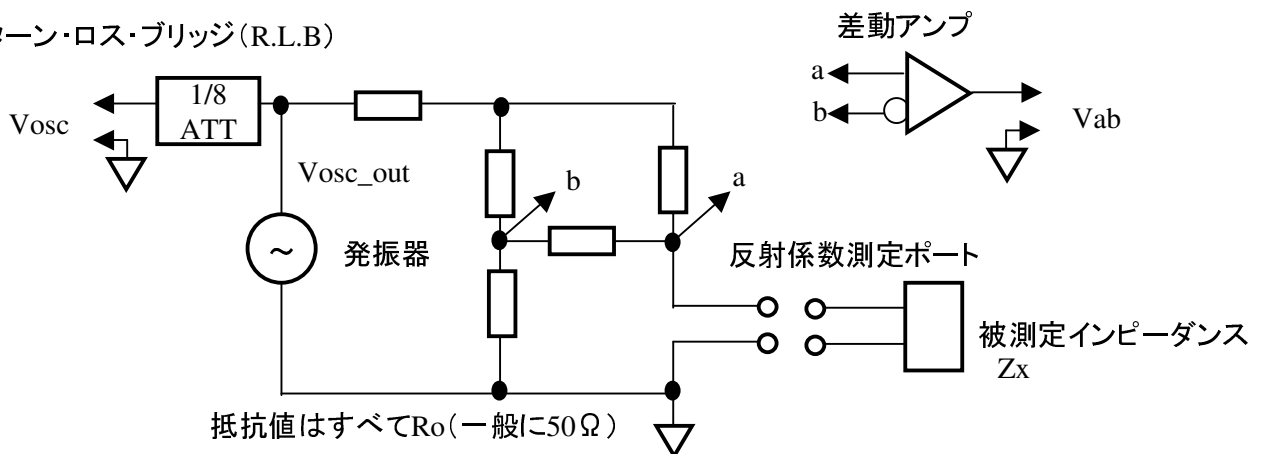 ターン・ロス・ブリッジ(R.L.B)
差動アンプ
1/8
ATT
Vosc
a
b
Vab
Vosc_out
b
a
~
発振器
反射係数測定ポート
被測定インピーダンス
Zx
抵抗値はすべてRo(一般に50Ω)